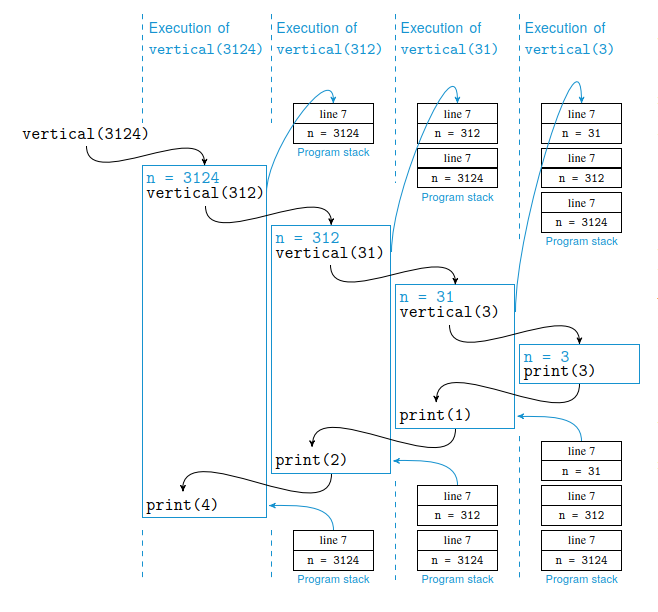 Execution of
vertical(3124)
Execution of
vertical(312)
Execution of
vertical(31)
Execution of
vertical(3)
vertical(3124)
line 7
n = 3124
Program stack
line 7
n = 312
line 7
n = 3124
Program stack
line 7
n = 31
line 7
n = 312
line 7
n = 3124
Program stack
n = 3124
vertical(312)
n = 312
vertical(31)
n = 31
vertical(3)
n = 3
print(3)
print(1)
print(2)
print(4)
line 7
n = 3124
Program stack
line 7
n = 312
line 7
n = 3124
Program stack
line 7
n = 31
line 7
n = 312
line 7
n = 3124
Program stack